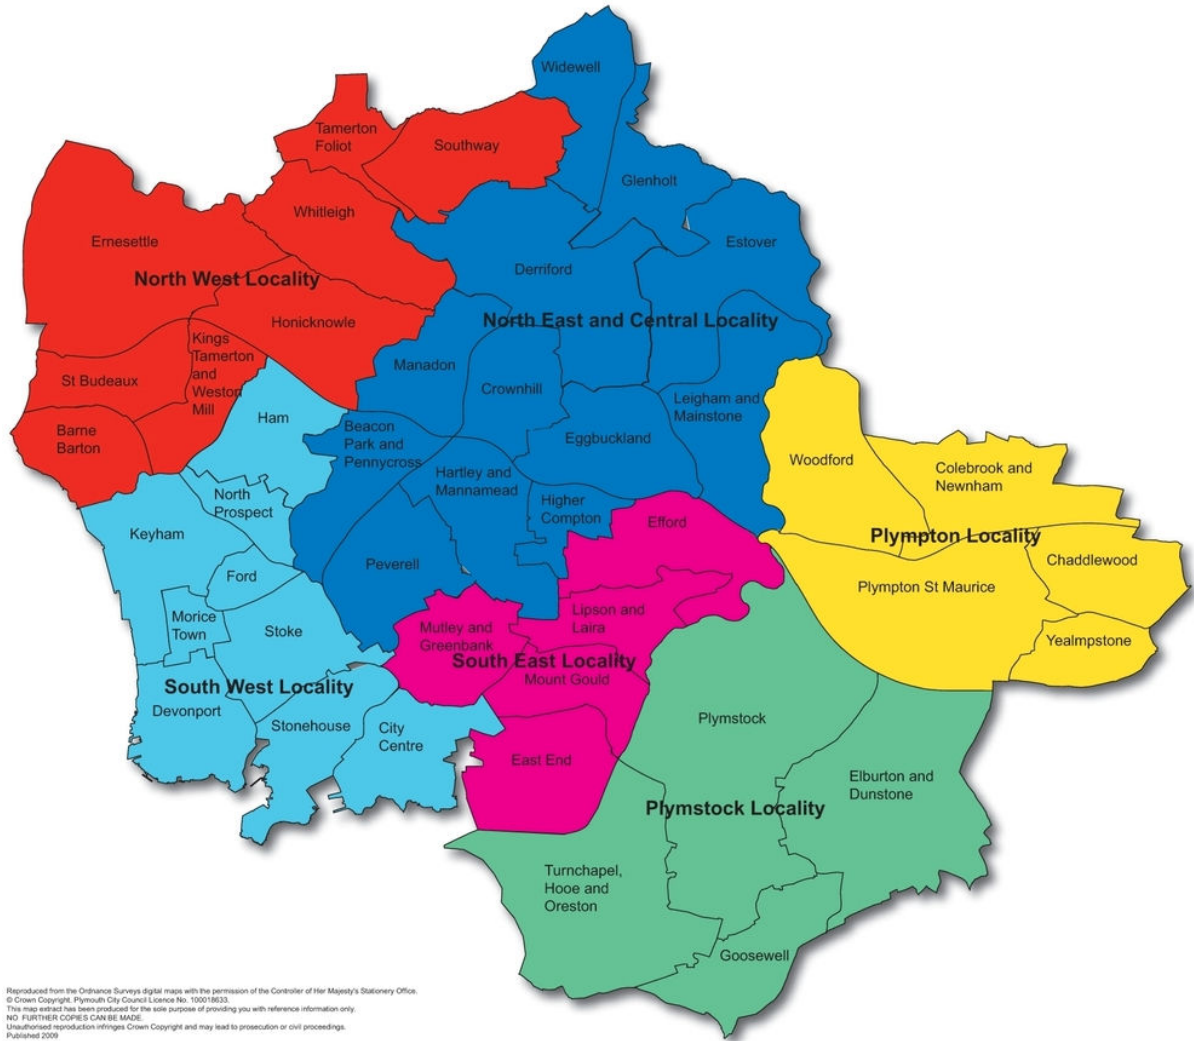 Widewell
Tamerton
Foliot
Southway
Glenholt
Whitleigh
Ernesettle
Estover
Derriford
North West Locality
Honicknowle
North East and Central Locality
Kings
Tamerton
and
Weston
Mill
Manadon
St Budeaux
Crownhill
Leigham and
Mainstone
Ham
Barne
Barton
Beacon
Park and
Pennycross
Eggbuckland
Woodford
Colebrook and
Newnham
Hartley and
Mannamead
North
Prospect
Higher
Compton
Efford
Keyham
Plympton Locality
Peverell
Chaddlewood
Ford
Plympton St Maurice
Morice
Town
Stoke
Lipson and
Laira
Mutley and
Greenbank
Yealmpstone
South East Locality
Mount Gould
South West Locality
Devonport
Stonehouse
City
Centre
Plymstock
East End
Elburton and
Dunstone
Plymstock Locality
Turnchapel,
Hooe and
Oreston
Goosewell
Reproduced from the Ordnance Surveys digital maps with the permission of the Controller of Her Majesty's Stationery Office.
© Crown Copyright. Plymouth City Council Licence No. 100018633.
This map extract has been produced for the sole purpose of providing you with reference information only.
NO FURTHER COPIES CAN BE MADE.
Unauthorised reproduction infringes Crown Copyright and may lead to prosecution or civil proceedings.
Published 2009